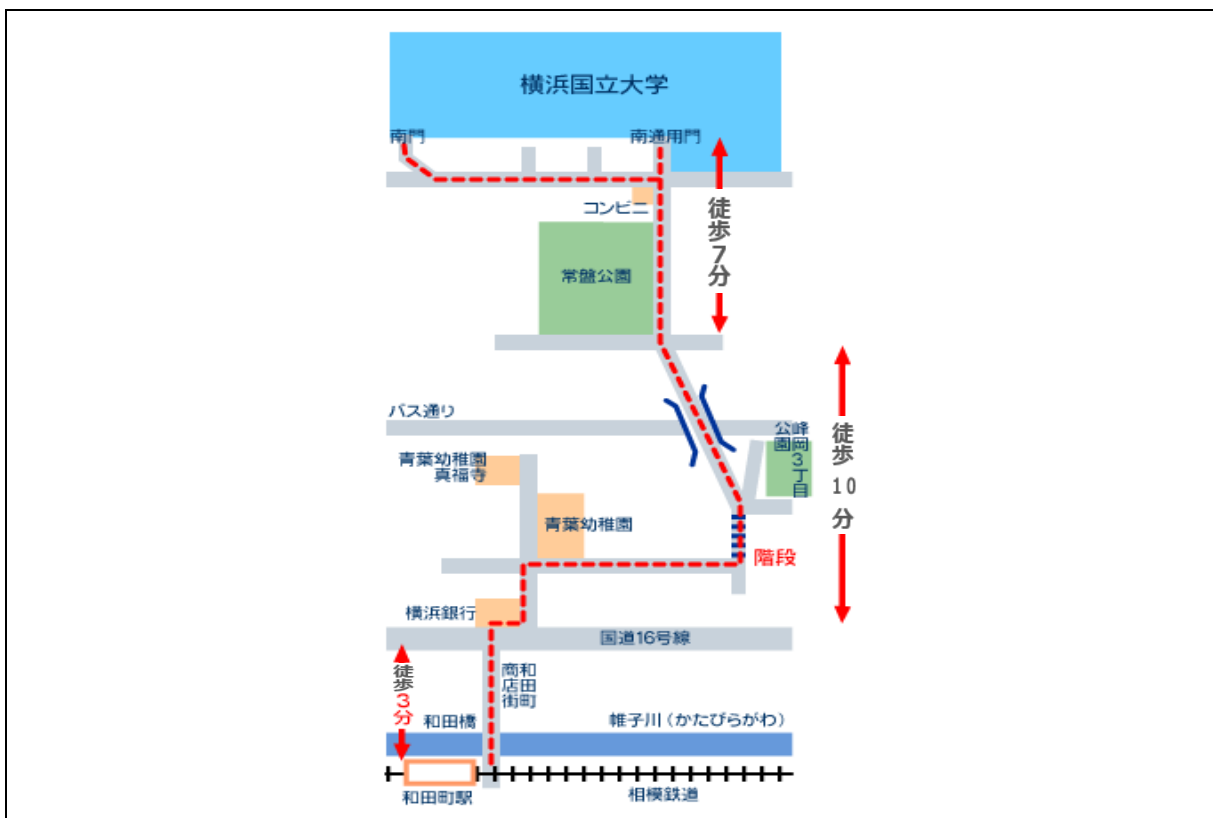 横浜国立大学
南門
南通用門
コンビニ
徒歩7分
常盤公園
バス通り
峰岡3丁目
公園
徒歩10分
青葉幼稚園
真福寺
青葉幼稚園
階段
横浜銀行
国道16号線
徒歩3分
和田町
商店街
和田橋
帷子川(かたびらがわ)
和田町駅
相模鉄道